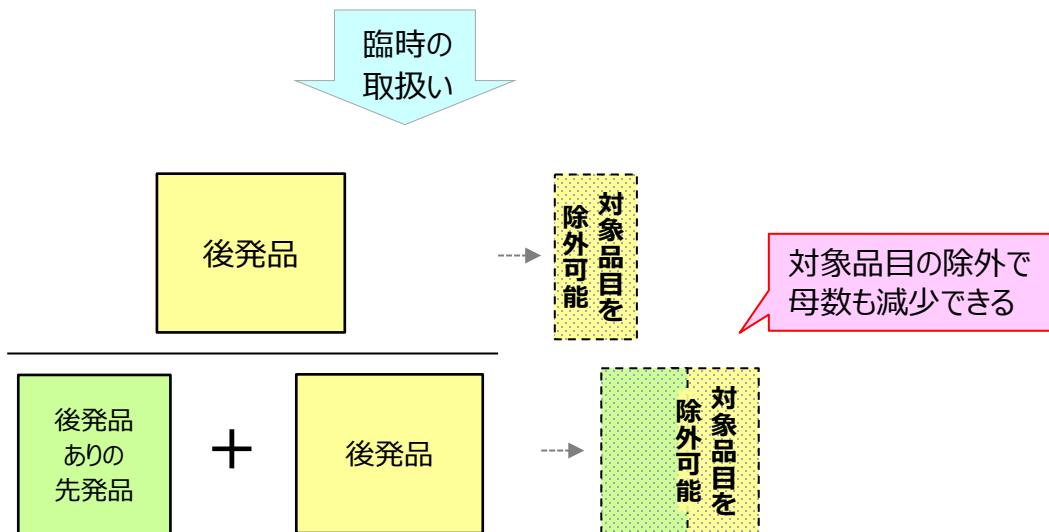 臨時の
取扱い
後発品
対象品目を
除外可能
対象品目の除外で
母数も減少できる
後発品
ありの
先発品
＋
後発品
対象品目を
除外可能